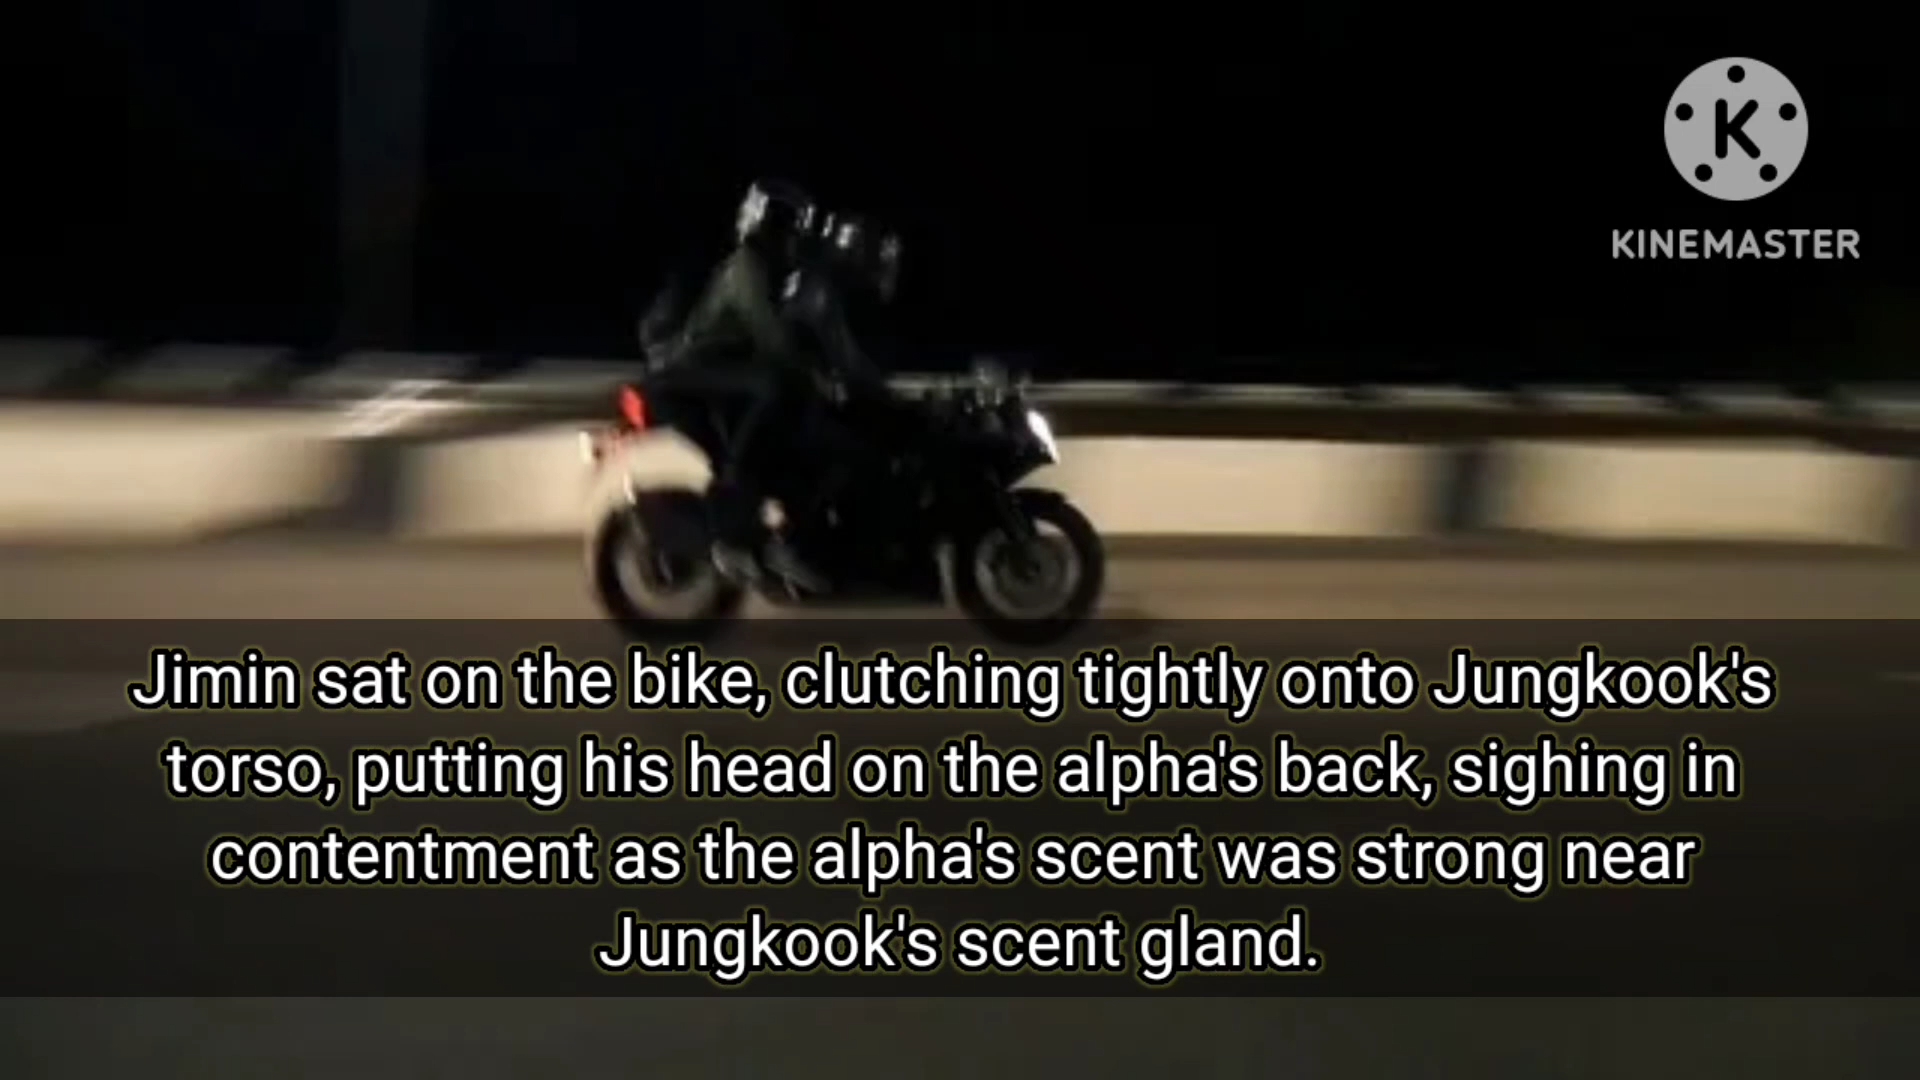 K
KINEMASTER
Jimin sat on the bike, clutching tightly onto Jungkook's
torso, putting his head on the alpha's back, sighing in
contentment as the alpha's scent was strong near
Jungkook's scent gland.